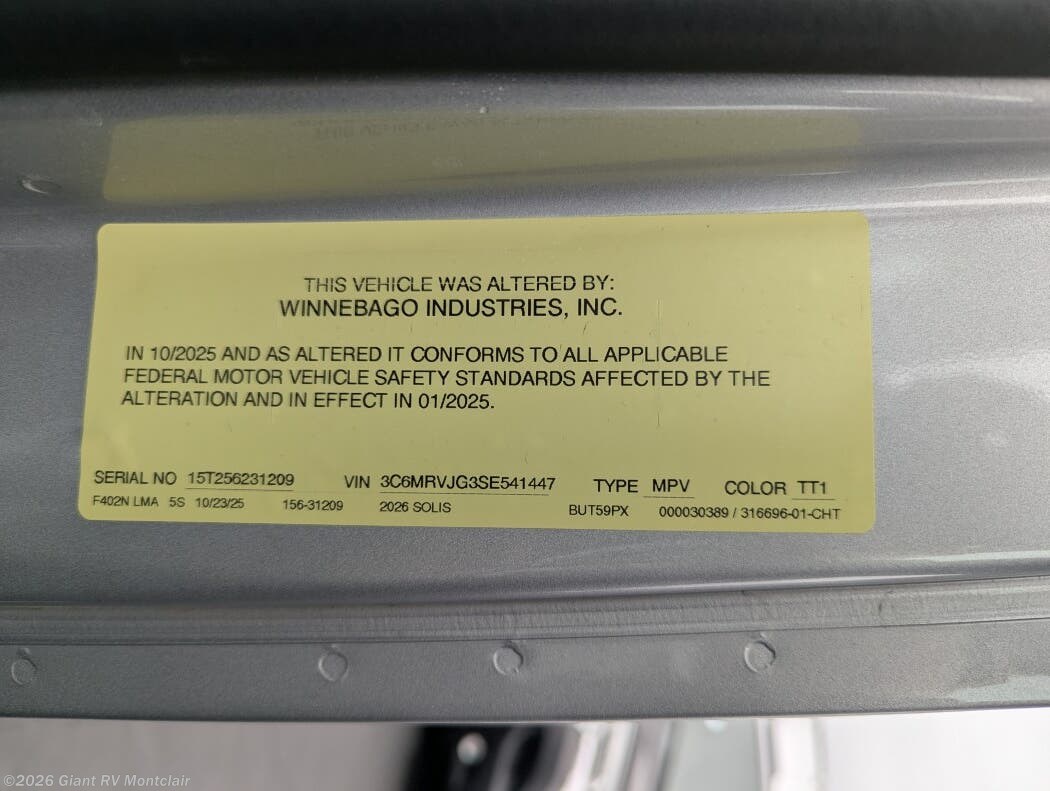 THIS VEHICLE WAS ALTERED BY:
WINNEBAGO INDUSTRIES, INC.
IN 10/2025 AND AS ALTERED IT CONFORMS TO ALL APPLICABLE
FEDERAL MOTOR VEHICLE SAFETY STANDARDS AFFECTED BY THE
ALTERATION AND IN EFFECT IN 01/2025.
SERIAL NO 15T256231209 VIN 3C6MRVJG3SE541447 TYPE MPV COLOR TT1
F402N LMA 5S 10/23/25 156-31209 2026 SOLIS BUT59PX 000030389 / 316696-01-CHT
©2026 Giant RV Montclair